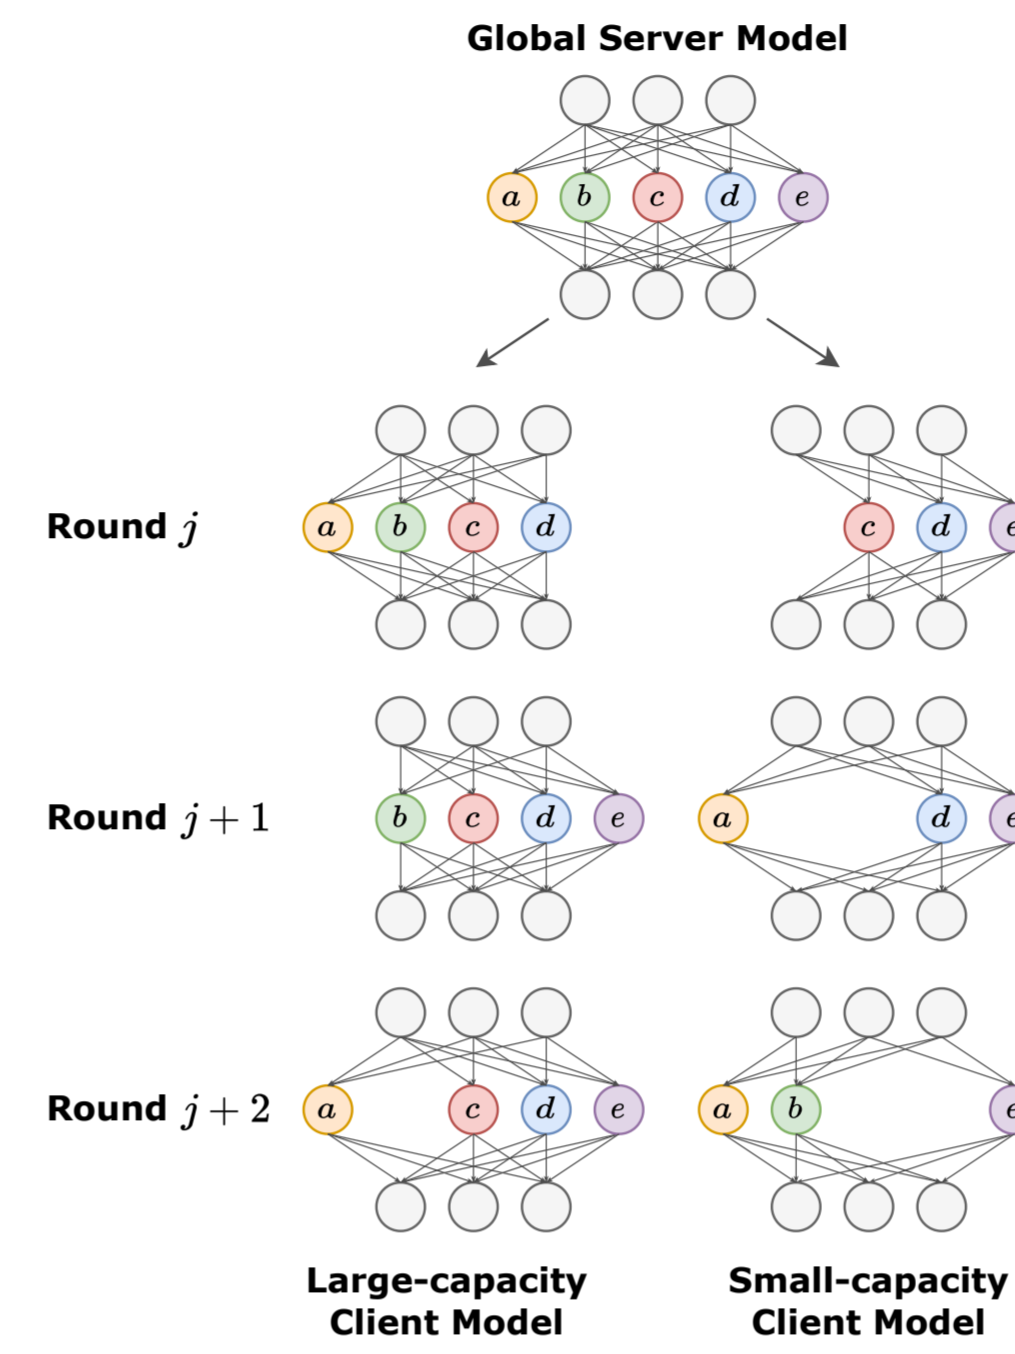 Global Server Model
a b c d e
Round j
a b c d
c d e
Round j + 1
b c d e
a d e
Round j + 2
a c d e
a b e
Large-capacity
Client Model
Small-capacity
Client Model